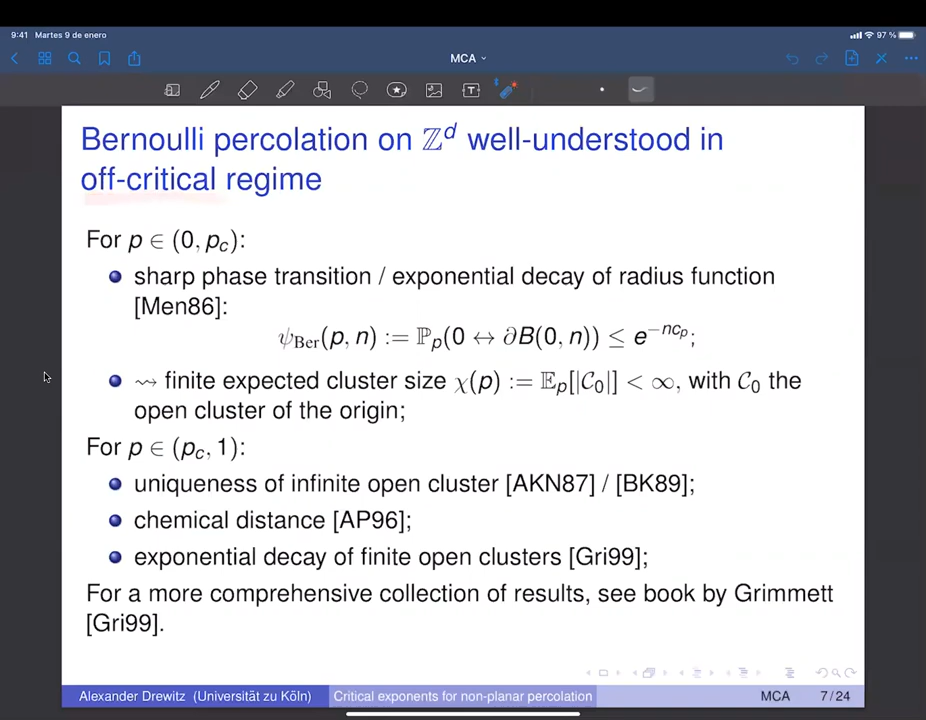 9:41 Martes 9 de enero
97 %
MCA
Bernoulli percolation on ℤᵈ well-understood in
off-critical regime
For p ∈ (0, p_c):
sharp phase transition / exponential decay of radius function
[Men86]:
ψ_Ber(p, n) := ℙ_p(0 ↔ ∂B(0, n)) ≤ e^{−nc_p};
⇝ finite expected cluster size χ(p) := 𝔼_p[|𝒞₀|] < ∞, with 𝒞₀ the
open cluster of the origin;
For p ∈ (p_c, 1):
uniqueness of infinite open cluster [AKN87] / [BK89];
chemical distance [AP96];
exponential decay of finite open clusters [Gri99];
For a more comprehensive collection of results, see book by Grimmett
[Gri99].
Alexander Drewitz (Universität zu Köln) Critical exponents for non-planar percolation MCA 7 / 24